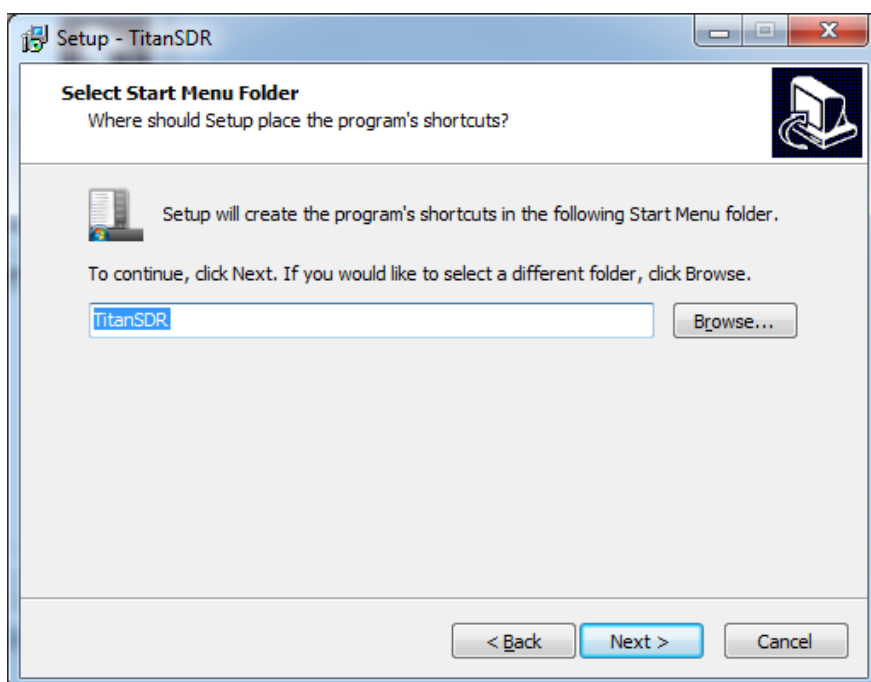 Setup - TitanSDR
Select Start Menu Folder
Where should Setup place the program's shortcuts?
Setup will create the program's shortcuts in the following Start Menu folder.
To continue, click Next. If you would like to select a different folder, click Browse.
TitanSDR
Browse...
< Back
Next >
Cancel